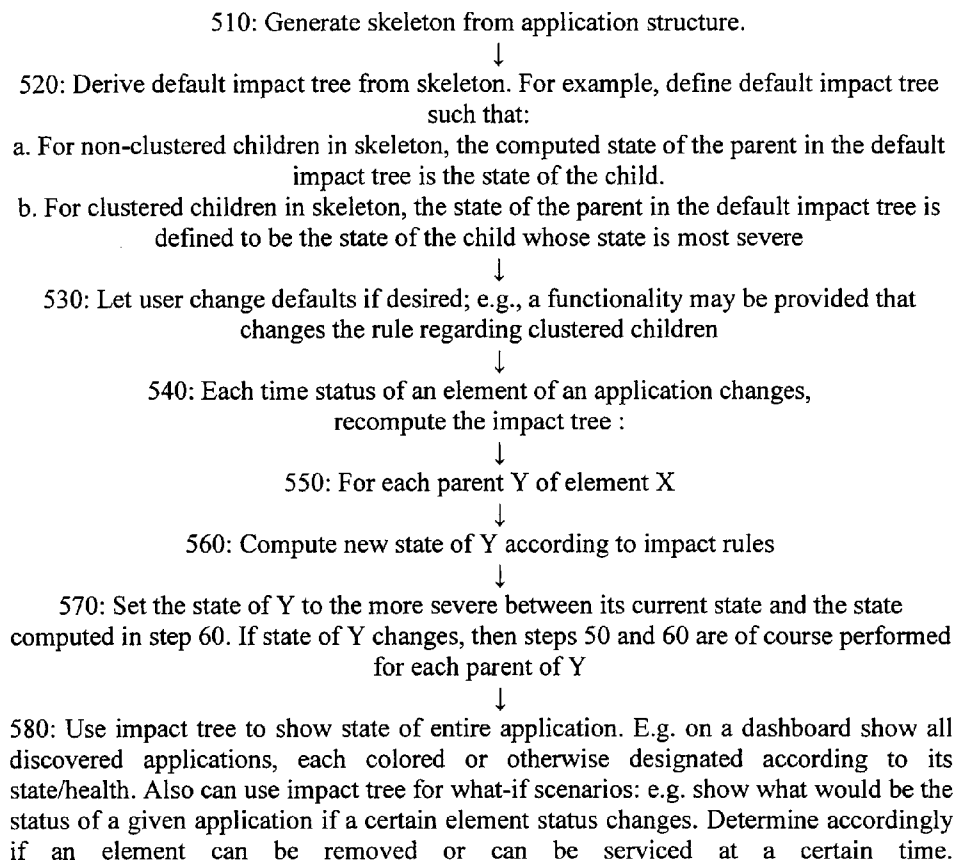 510: Generate skeleton from application structure.
↓
520: Derive default impact tree from skeleton. For example, define default impact tree
such that:
a. For non-clustered children in skeleton, the computed state of the parent in the default
impact tree is the state of the child.
b. For clustered children in skeleton, the state of the parent in the default impact tree is
defined to be the state of the child whose state is most severe
↓
530: Let user change defaults if desired; e.g., a functionality may be provided that
changes the rule regarding clustered children
↓
540: Each time status of an element of an application changes,
recompute the impact tree :
↓
550: For each parent Y of element X
↓
560: Compute new state of Y according to impact rules
↓
570: Set the state of Y to the more severe between its current state and the state
computed in step 60. If state of Y changes, then steps 50 and 60 are of course performed
for each parent of Y
↓
580: Use impact tree to show state of entire application. E.g. on a dashboard show all
discovered applications, each colored or otherwise designated according to its
state/health. Also can use impact tree for what-if scenarios: e.g. show what would be the
status of a given application if a certain element status changes. Determine accordingly
if an element can be removed or can be serviced at a certain time.